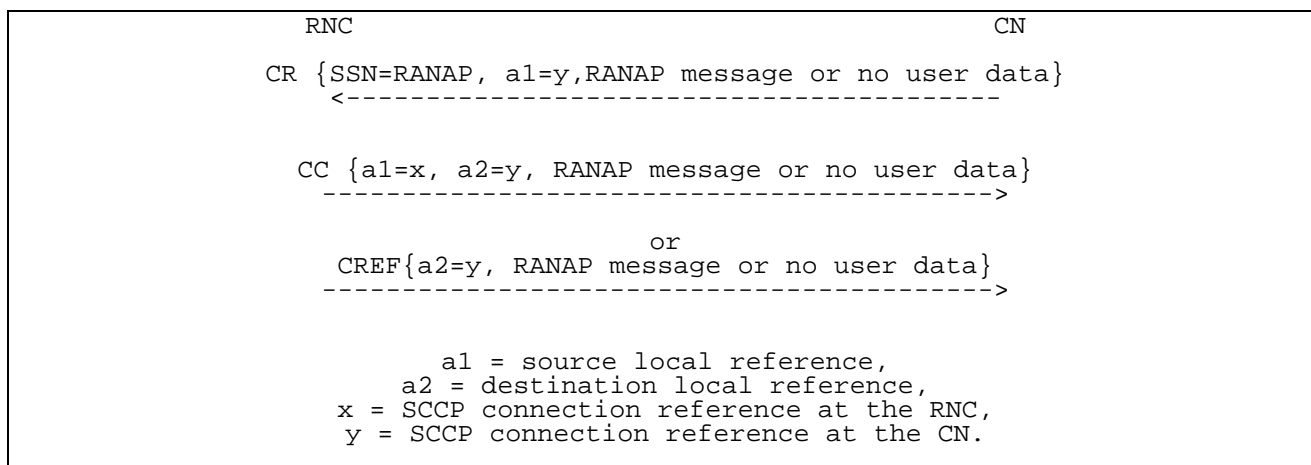 RNC CN
CR {SSN=RANAP, a1=y,RANAP message or no user data}
<------------------------------------------
CC {a1=x, a2=y, RANAP message or no user data}
------------------------------------------>
or
CREF{a2=y, RANAP message or no user data}
------------------------------------------>
a1 = source local reference,
a2 = destination local reference,
x = SCCP connection reference at the RNC,
y = SCCP connection reference at the CN.